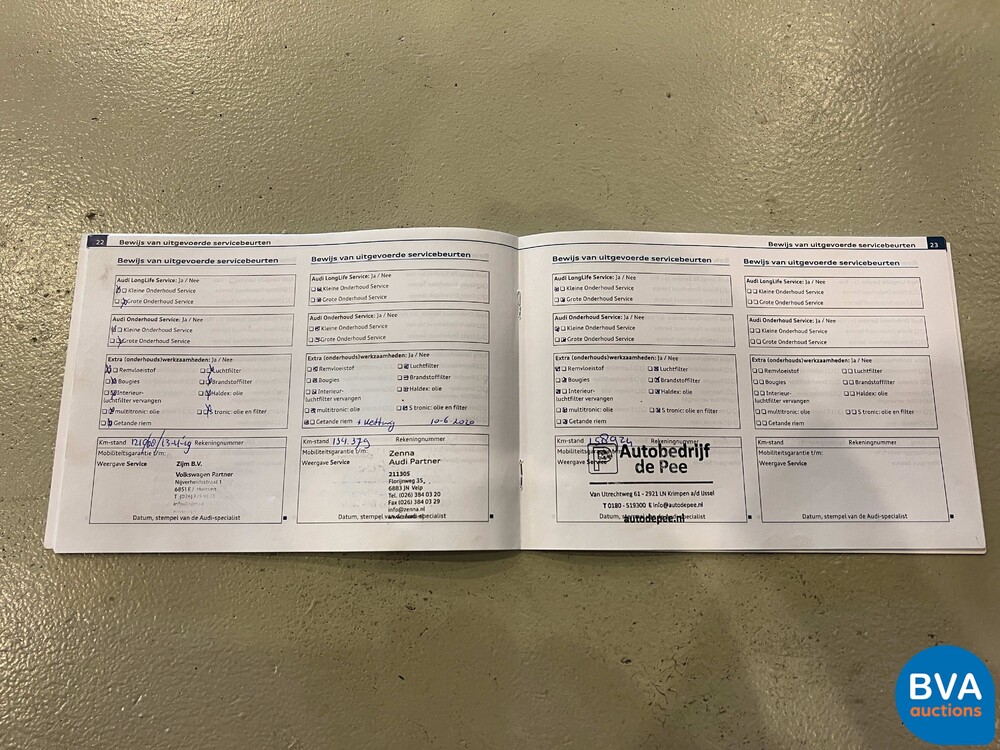 22 Bewijs van uitgevoerde servicebeurten
Bewijs van uitgevoerde servicebeurten
Audi LongLife Service: Ja / Nee
Kleine Onderhoud Service
Grote Onderhoud Service
Audi Onderhoud Service: Ja / Nee
Kleine Onderhoud Service
Grote Onderhoud Service
Extra (onderhouds)werkzaamheden: Ja / Nee
Remvloeistof Luchtfilter
Bougies Brandstoffilter
Interieur- Haldex: olie
luchtfilter vervangen
multitronic: olie S tronic: olie en filter
Getande riem
Km-stand Rekeningnummer
Mobiliteitsgarantie t/m:
Weergave Service
Zijm B.V.
Volkswagen Partner
Nijverheidsstraat 1
Datum, stempel van de Audi-specialist
Bewijs van uitgevoerde servicebeurten
Audi LongLife Service: Ja / Nee
Kleine Onderhoud Service
Grote Onderhoud Service
Audi Onderhoud Service: Ja / Nee
Kleine Onderhoud Service
Grote Onderhoud Service
Extra (onderhouds)werkzaamheden: Ja / Nee
Remvloeistof Luchtfilter
Bougies Brandstoffilter
Interieur- Haldex: olie
luchtfilter vervangen
multitronic: olie S tronic: olie en filter
Getande riem + ketting 10-6-2020
Km-stand 134.379 Rekeningnummer
Mobiliteitsgarantie t/m:
Weergave Service
Zenna
Audi Partner
211305
Florijnweg 35,
6883 JN Velp
Tel. (026) 384 03 20
Fax (026) 384 03 29
info@zenna.nl
Datum, stempel van de Audi-specialist
Bewijs van uitgevoerde servicebeurten 23
Bewijs van uitgevoerde servicebeurten
Audi LongLife Service: Ja / Nee
Kleine Onderhoud Service
Grote Onderhoud Service
Audi Onderhoud Service: Ja / Nee
Kleine Onderhoud Service
Grote Onderhoud Service
Extra (onderhouds)werkzaamheden: Ja / Nee
Remvloeistof Luchtfilter
Bougies Brandstoffilter
Interieur- Haldex: olie
luchtfilter vervangen
multitronic: olie S tronic: olie en filter
Getande riem
Km-stand 158924 Rekeningnummer
Mobiliteitsgarantie t/m:
Weergave Service
Autobedrijf
de Pee
Van Utrechtweg 61 - 2921 LN Krimpen a/d IJssel
T 0180 - 519300 E info@autodepee.nl
autodepee.nl
Datum, stempel van de Audi-specialist
Bewijs van uitgevoerde servicebeurten
Audi LongLife Service: Ja / Nee
Kleine Onderhoud Service
Grote Onderhoud Service
Audi Onderhoud Service: Ja / Nee
Kleine Onderhoud Service
Grote Onderhoud Service
Extra (onderhouds)werkzaamheden: Ja / Nee
Remvloeistof Luchtfilter
Bougies Brandstoffilter
Interieur- Haldex: olie
luchtfilter vervangen
multitronic: olie S tronic: olie en filter
Getande riem
Km-stand Rekeningnummer
Mobiliteitsgarantie t/m:
Weergave Service
Datum, stempel van de Audi-specialist
BVA
auctions